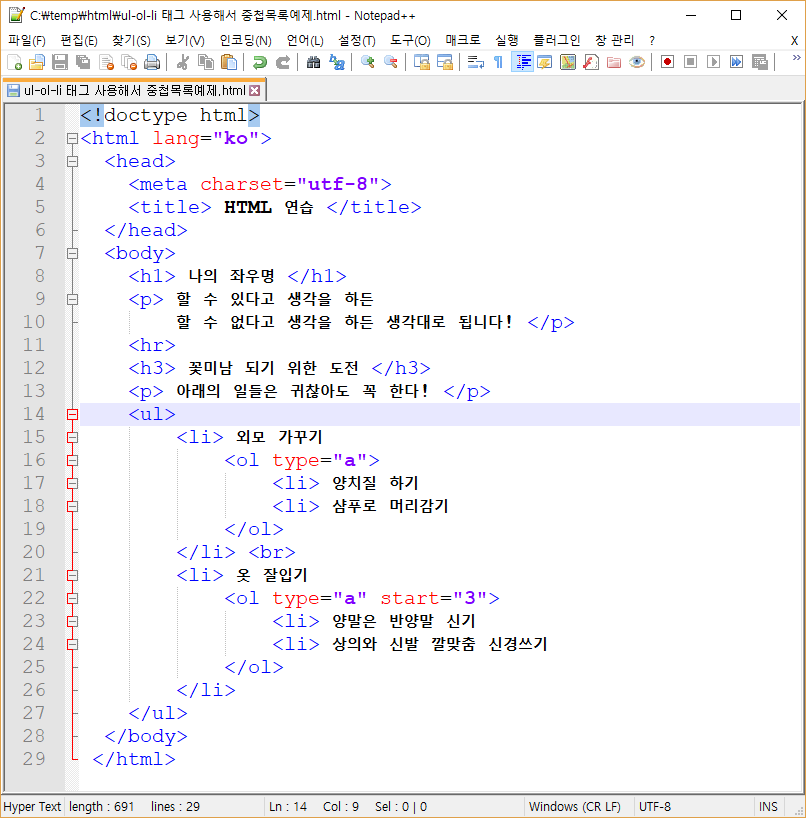 C:\temp\html\ul-ol-li 태그 사용해서 중첩목록예제.html - Notepad++
파일(F) 편집(E) 찾기(S) 보기(V) 인코딩(N) 언어(L) 설정(T) 도구(O) 매크로 실행 플러그인 창 관리 ? X
ul-ol-li 태그 사용해서 중첩목록예제.html
1 <!doctype html>
2 <html lang="ko">
3 <head>
4 <meta charset="utf-8">
5 <title> HTML 연습 </title>
6 </head>
7 <body>
8 <h1> 나의 좌우명 </h1>
9 <p> 할 수 있다고 생각을 하든
10 할 수 없다고 생각을 하든 생각대로 됩니다! </p>
11 <hr>
12 <h3> 꽃미남 되기 위한 도전 </h3>
13 <p> 아래의 일들은 귀찮아도 꼭 한다! </p>
14 <ul>
15 <li> 외모 가꾸기
16 <ol type="a">
17 <li> 양치질 하기
18 <li> 샴푸로 머리감기
19 </ol>
20 </li> <br>
21 <li> 옷 잘입기
22 <ol type="a" start="3">
23 <li> 양말은 반양말 신기
24 <li> 상의와 신발 깔맞춤 신경쓰기
25 </ol>
26 </li>
27 </ul>
28 </body>
29 </html>
Hyper Text length : 691 lines : 29 Ln : 14 Col : 9 Sel : 0 | 0 Windows (CR LF) UTF-8 INS